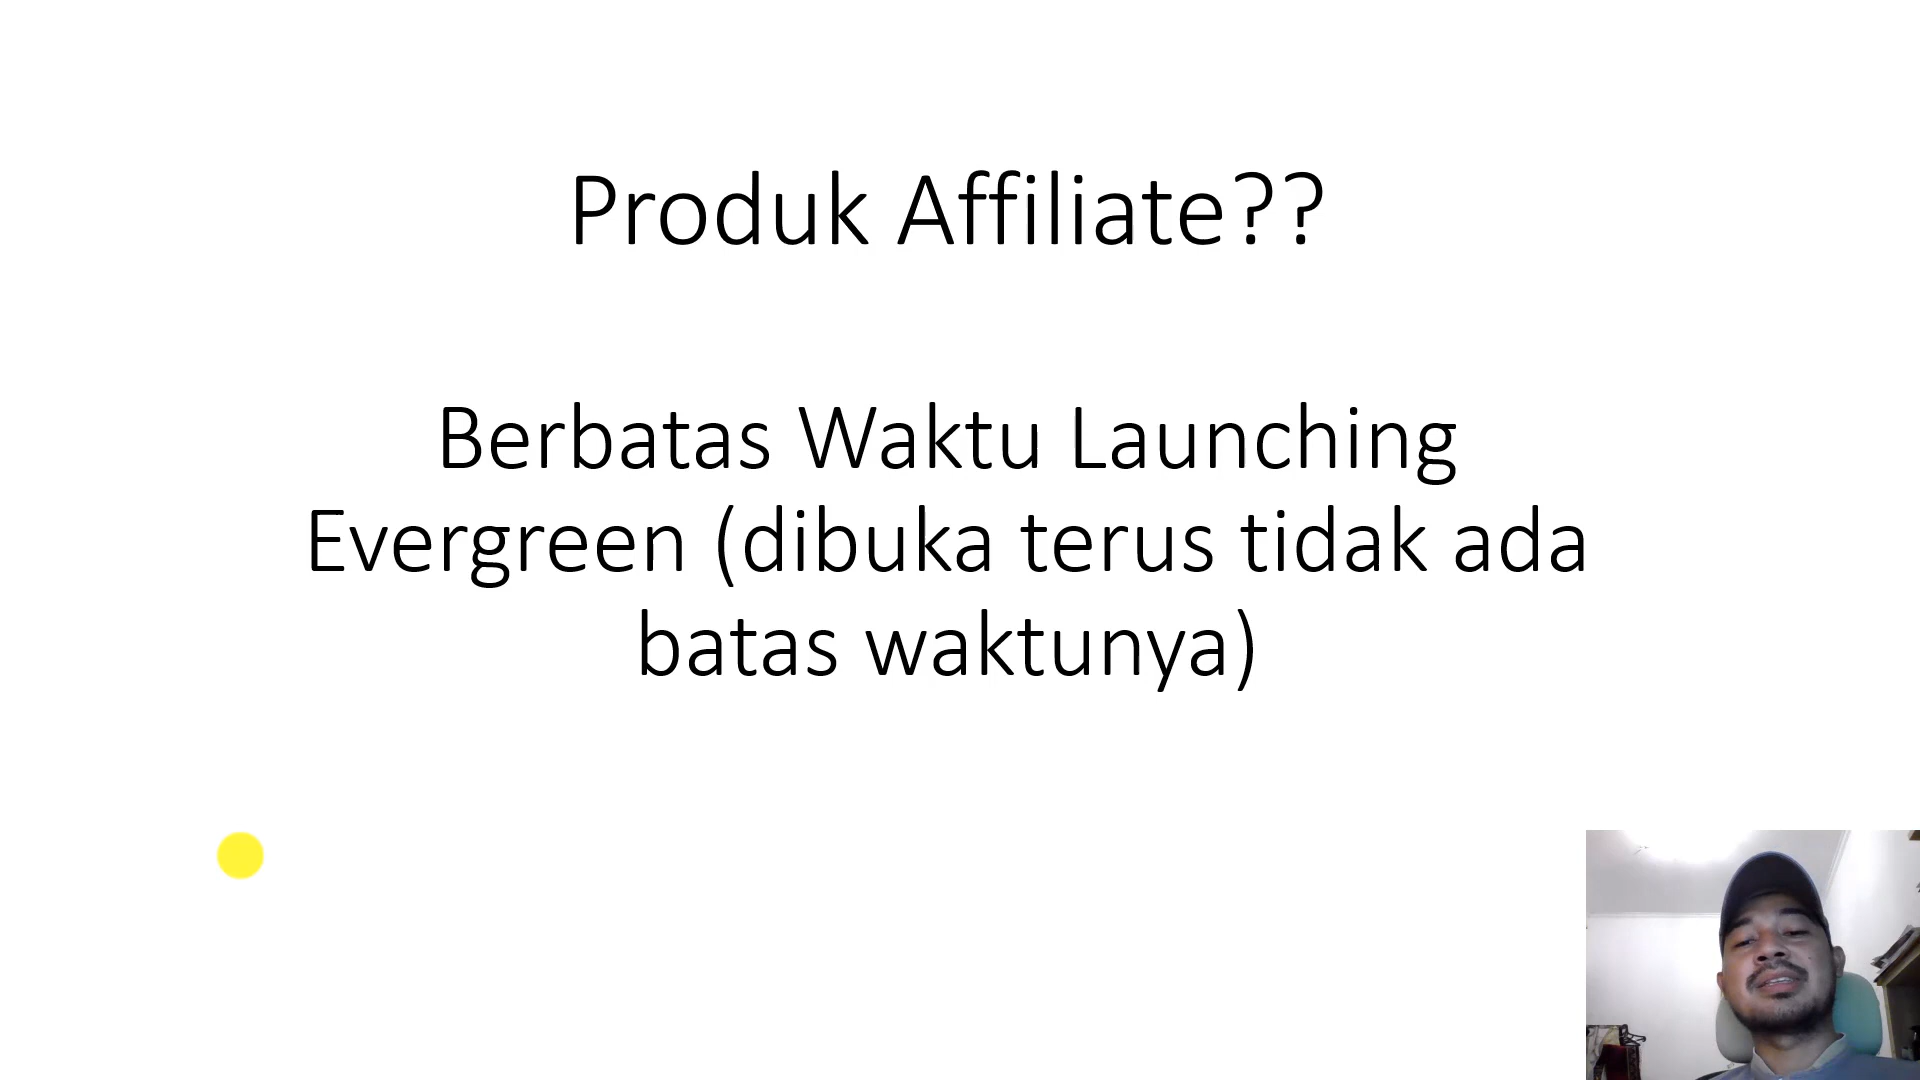 Produk Affiliate??
Berbatas Waktu Launching
Evergreen (dibuka terus tidak ada
batas waktunya)